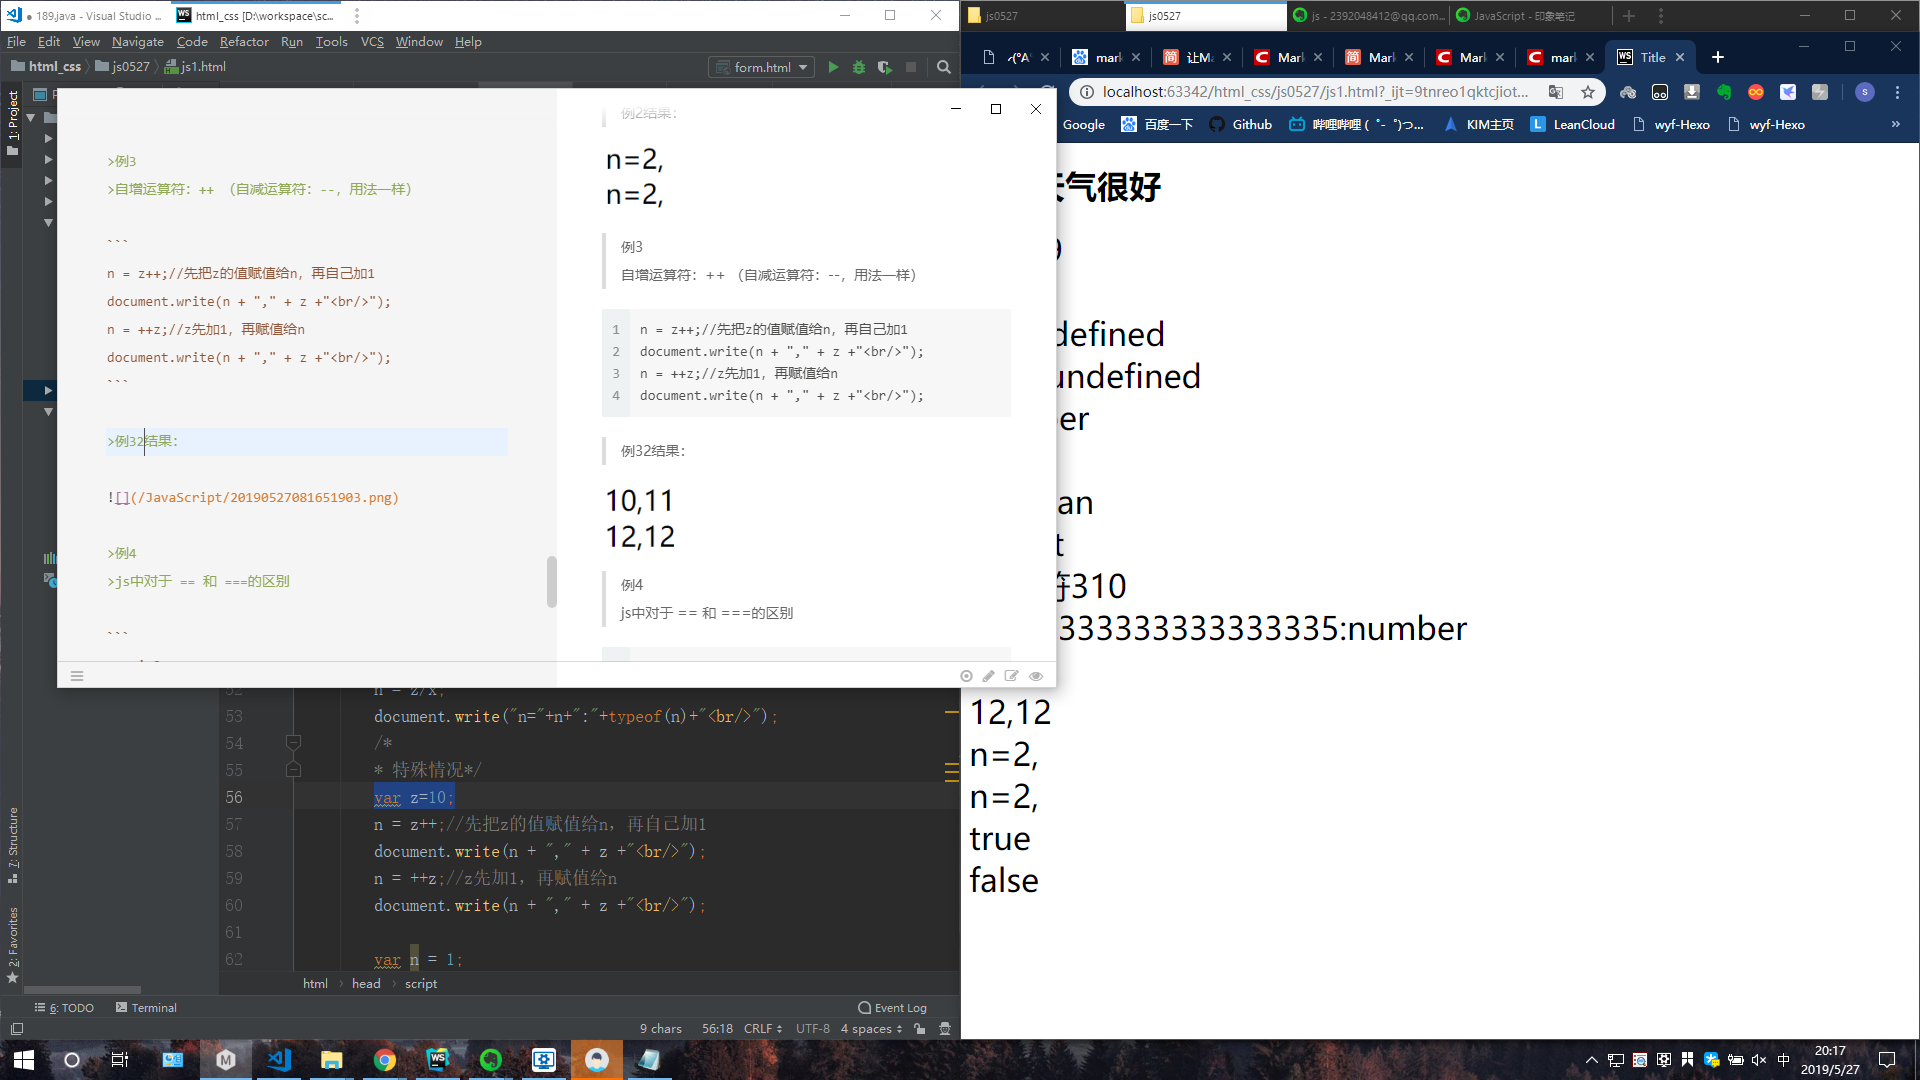 189.java - Visual Studio ...
html_css [D:\workspace\sc...
File Edit View Navigate Code Refactor Run Tools VCS Window Help
html_css js0527 js1.html
form.html
1: Project
7: Structure
2: Favorites
>例3
>自增运算符：++ （自减运算符：--，用法一样）
```
n = z++;//先把z的值赋值给n，再自己加1
document.write(n + "," + z +"<br/>");
n = ++z;//z先加1，再赋值给n
document.write(n + "," + z +"<br/>");
```
>例32结果：
![](/JavaScript/20190527081651903.png)
>例4
>js中对于 == 和 ===的区别
```
例2结果：
n=2,
n=2,
例3
自增运算符：++ （自减运算符：--，用法一样）
1 n = z++;//先把z的值赋值给n，再自己加1
2 document.write(n + "," + z +"<br/>");
3 n = ++z;//z先加1，再赋值给n
4 document.write(n + "," + z +"<br/>");
例32结果：
10,11
12,12
例4
js中对于 == 和 ===的区别
52 n = z/x;
53 document.write("n="+n+":"+typeof(n)+"<br/>");
54 /*
55 * 特殊情况*/
56 var z=10;
57 n = z++;//先把z的值赋值给n，再自己加1
58 document.write(n + "," + z +"<br/>");
59 n = ++z;//z先加1，再赋值给n
60 document.write(n + "," + z +"<br/>");
61
62 var n = 1;
html head script
6: TODO Terminal Event Log
9 chars 56:18 CRLF UTF-8 4 spaces
js0527 js0527 js - 2392048412@qq.com... JavaScript - 印象笔记
mark 让Ma Mark Mark Mark mark Title
localhost:63342/html_css/js0527/js1.html?_ijt=9tnreo1qktcjiot...
Google 百度一下 Github 哔哩哔哩 ( ゜- ゜)つ... KIM主页 LeanCloud wyf-Hexo wyf-Hexo »
天气很好
9
defined
undefined
er
an
t
符310
333333333333335:number
12,12
n=2,
n=2,
true
false
中
20:17
2019/5/27